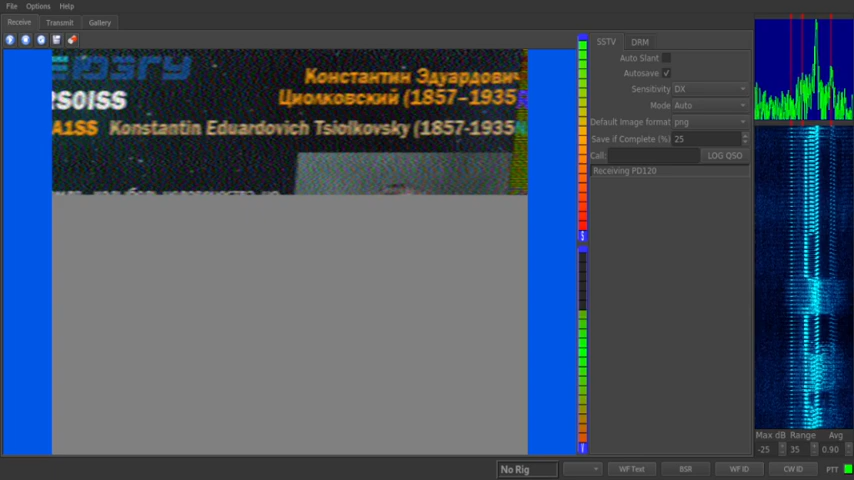 File Options Help
Receive Transmit Gallery
RS0ISS
Константин Эдуардович
Циолковский (1857-1935
Konstantin Eduardovich Tsiolkovsky (1857-1935
SSTV DRM
Auto Slant
Autosave
Sensitivity DX
Mode Auto
Default Image format png
Save if Complete (%) 25
Call: LOG QSO
Receiving PD120
S
Max dB Range Avg
-25 35 0.90
No Rig WF Text BSR WF ID CW ID PTT